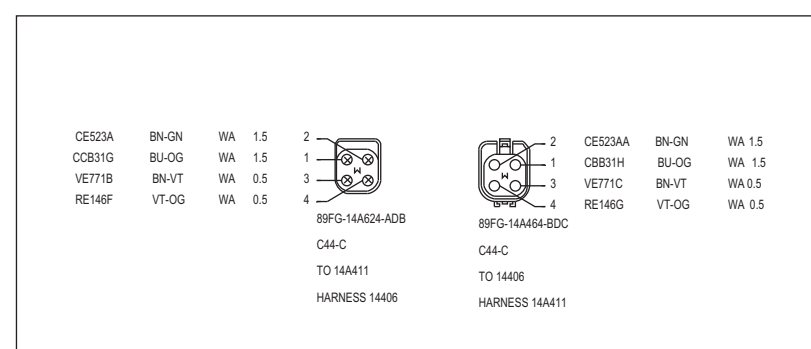 CE523A BN-GN WA 1.5 2
CCB31G BU-OG WA 1.5 1
VE771B BN-VT WA 0.5 3
RE146F VT-OG WA 0.5 4
W
89FG-14A624-ADB
C44-C
TO 14A411
HARNESS 14406
2 CE523AA BN-GN WA 1.5
1 CBB31H BU-OG WA 1.5
3 VE771C BN-VT WA 0.5
4 RE146G VT-OG WA 0.5
W
89FG-14A464-BDC
C44-C
TO 14406
HARNESS 14A411